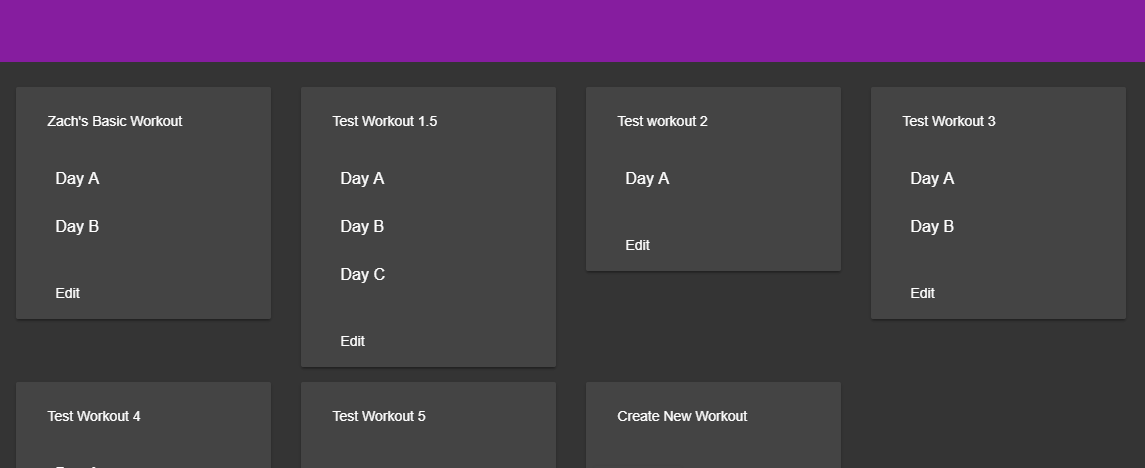 Zach's Basic Workout
Day A
Day B
Edit
Test Workout 1.5
Day A
Day B
Day C
Edit
Test workout 2
Day A
Edit
Test Workout 3
Day A
Day B
Edit
Test Workout 4
Test Workout 5
Create New Workout